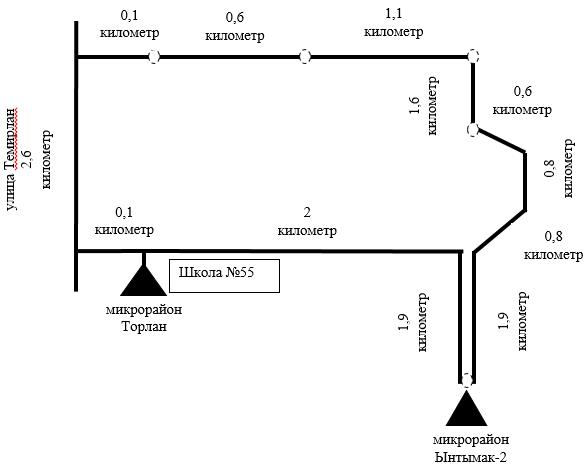 0,1
километр
0,6
километр
1,1
километр
1,6
километр
0,6
километр
0,8
километр
0,8
километр
улица Темирлан
2,6
километр
0,1
километр
2
километр
Школа №55
микрорайон
Торлан
1,9
километр
1,9
километр
микрорайон
Ынтымак-2